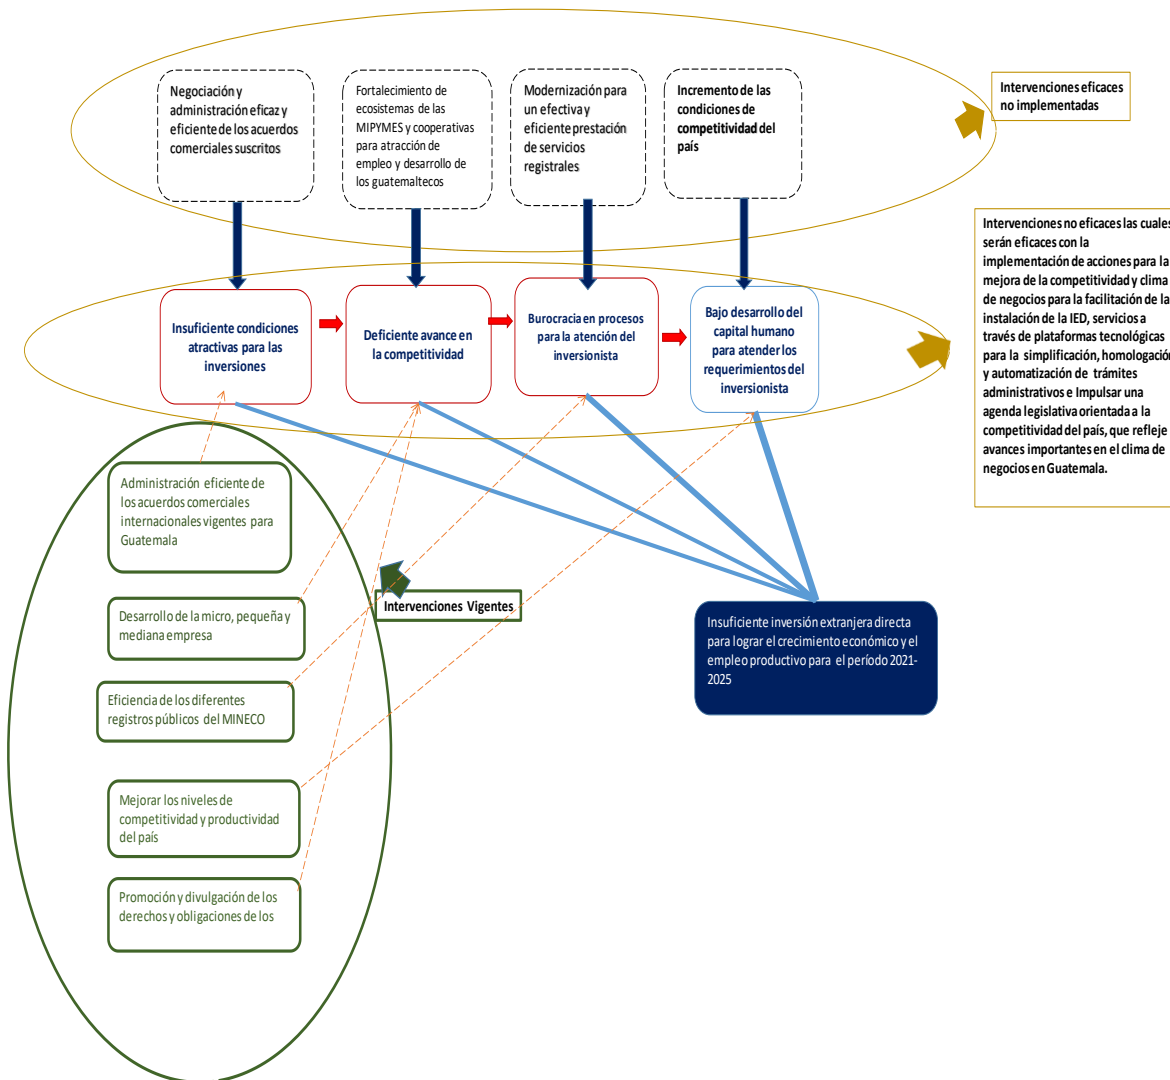 Negociación y
administración eficaz y
eficiente de los acuerdos
comerciales suscritos
Fortalecimiento de
ecosistemas de las
MIPYMES y cooperativas
para atracción de
empleo y desarrollo de
los guatemaltecos
Modernización para
un efectiva y
eficiente prestación
de servicios
registrales
Incremento de las
condiciones de
competitividad del
país
Intervenciones eficaces
no implementadas
Insuficiente condiciones
atractivas para las
inversiones
Deficiente avance
en la competitividad
Burocracia en procesos
para la atención del
inversionista
Bajo desarrollo del
capital humano
para atender los
requerimientos del
inversionista
Intervenciones no eficaces las cuales
serán eficaces con la
implementación de acciones para la
mejora de la competitividad y clima
de negocios para la facilitación de la
instalación de la IED, servicios a
través de plataformas tecnológicas
para la simplificación, homologación
y automatización de trámites
administrativos e Impulsar una
agenda legislativa orientada a la
competitividad del país, que refleje
avances importantes en el clima de
negocios en Guatemala.
Administración eficiente de
los acuerdos comerciales
internacionales vigentes para
Guatemala
Desarrollo de la micro, pequeña y
mediana empresa
Eficiencia de los diferentes
registros públicos del MINECO
Mejorar los niveles de
competitividad y productividad
del país
Promoción y divulgación de los
derechos y obligaciones de los
Intervenciones Vigentes
Insuficiente inversión extranjera directa
para lograr el crecimiento económico y el
empleo productivo para el período 2021-
2025